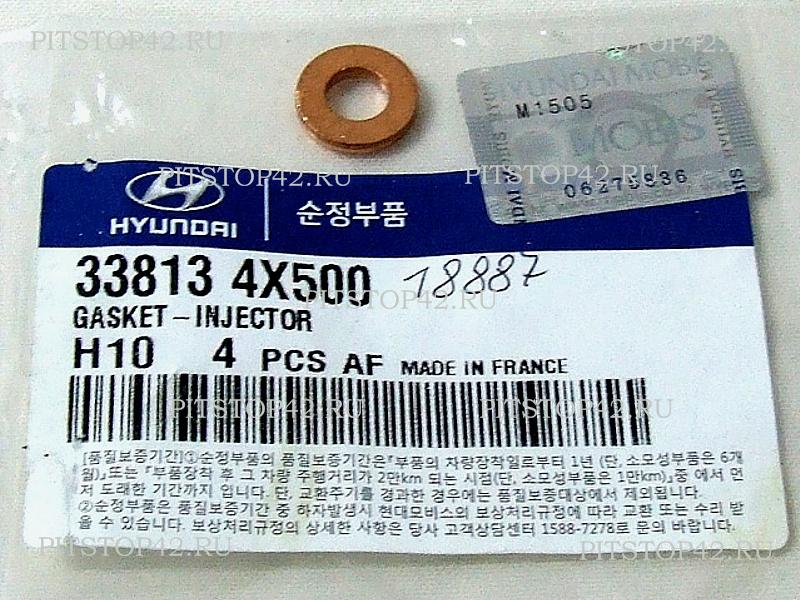 PITSTOP42.RU PITSTOP42.RU PITSTOP42.RU
HYUNDAI MOBIS
M1505
MOBIS
06275836
PITSTOP42.RU PITSTOP42.RU
HYUNDAI 순정부품
33813 4X500 18887
PITSTOP42.RU
GASKET-INJECTOR
H10 4 PCS AF MADE IN FRANCE
PITSTOP42.RU PITSTOP42.RU
[품질보증기간]①순정부품의 품질보증기간은『부품의 차량장착일로부터 1년 (단, 소모성부품은 6개
월)』또는『부품장착 후 그 차량 주행거리가 2만km 되는 시점(단, 소모성부품은 1만km)』중 에서 먼
저 도래한 기간까지 입니다. 단, 교환주기를 경과한 경우에는 품질보증대상에서 제외됩니다.
②순정부품은 품질보증기간 중 하자발생시 현대모비스의 보상처리규정에 따라 교환 또는 수리 받
을 수 있습니다. 보상처리규정의 상세한 사항은 당사 고객상담센터 1588-7278로 문의 바랍니다.
PITSTOP42.RU PITSTOP42.RU PITSTOP42.RU